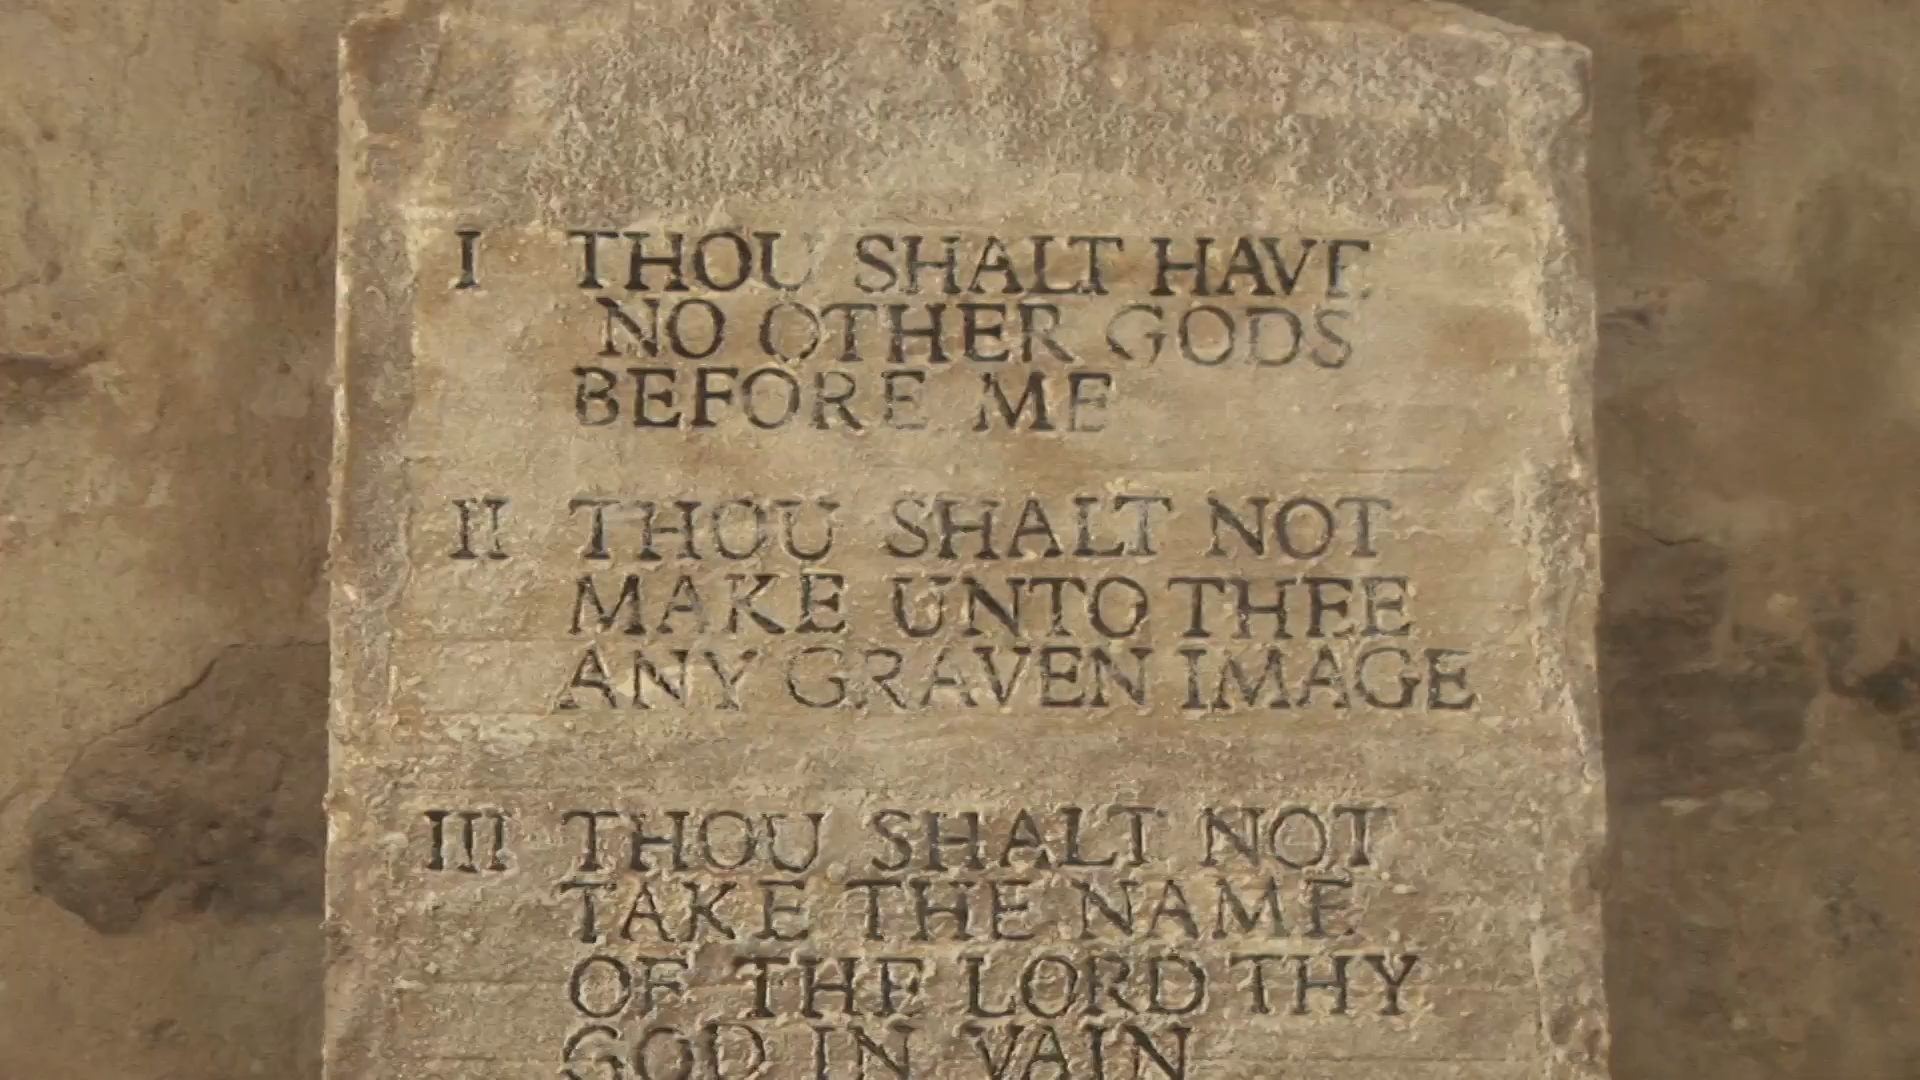 I THOU SHALT HAVE
NO OTHER GODS
BEFORE ME
II THOU SHALT NOT
MAKE UNTO THEE
ANY GRAVEN IMAGE
III THOU SHALT NOT
TAKE THE NAME
OF THE LORD THY
GOD IN VAIN